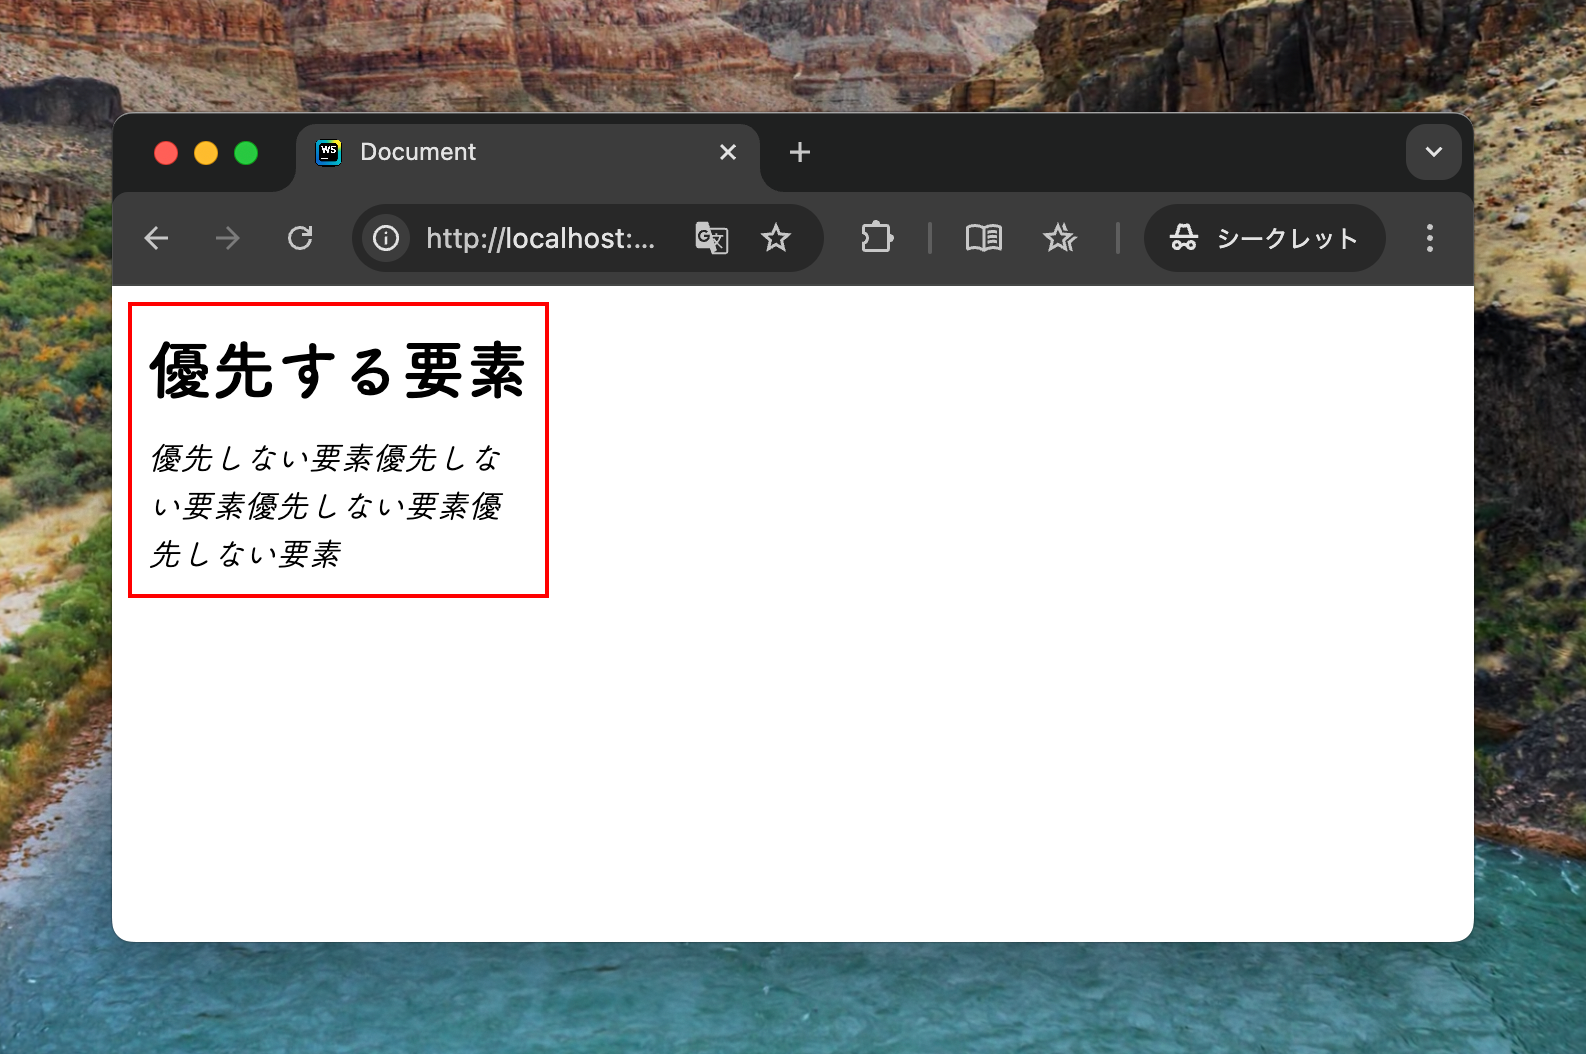 WS
Document
http://localhost:...
シークレット
優先する要素
優先しない要素優先しな
い要素優先しない要素優
先しない要素